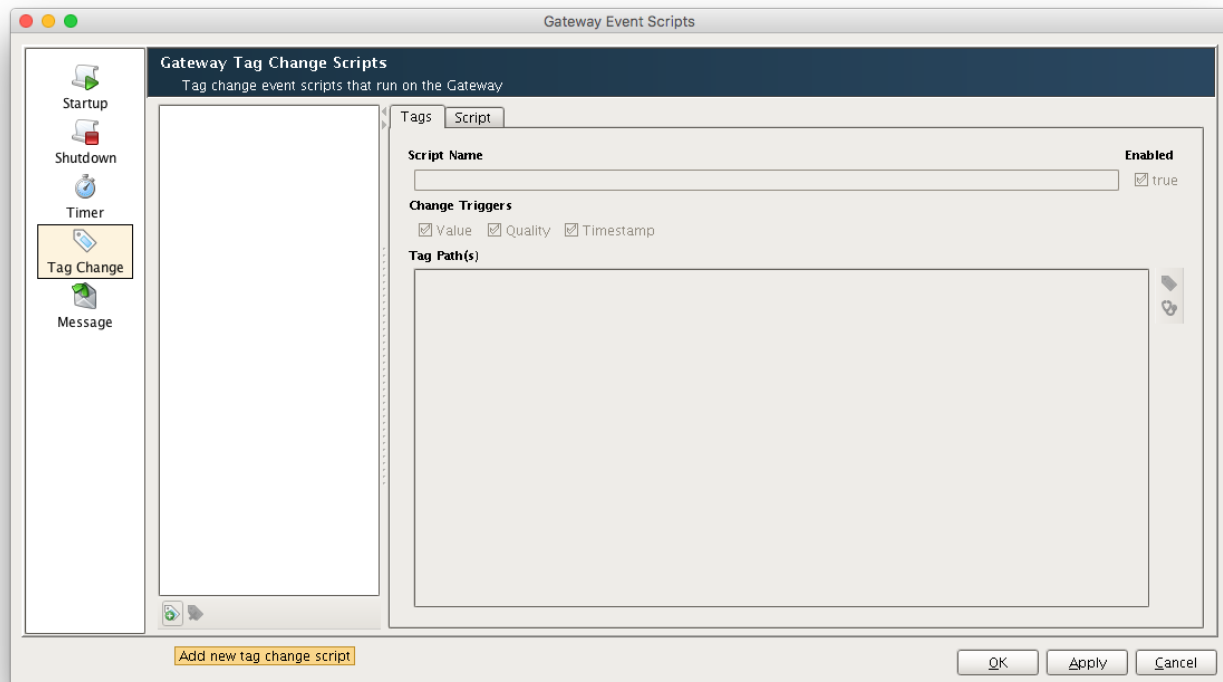 Gateway Event Scripts
Gateway Tag Change Scripts
Tag change event scripts that run on the Gateway
Startup
Shutdown
Timer
Tag Change
Message
Tags
Script
Script Name
Enabled
true
Change Triggers
Value
Quality
Timestamp
Tag Path(s)
Add new tag change script
OK
Apply
Cancel